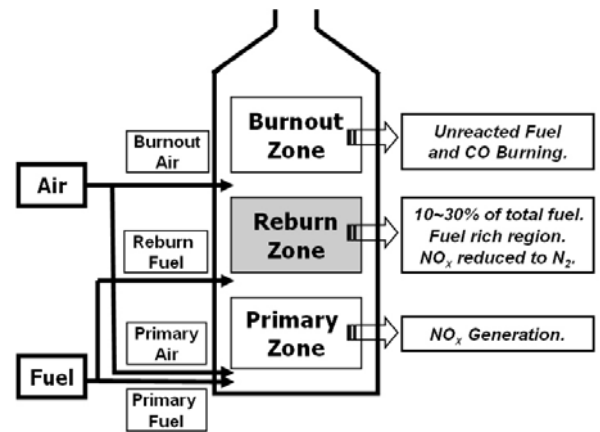 Burnout
Zone
Burnout
Air
Unreacted Fuel
and CO Burning.
Air
Reburn
Zone
Reburn
Fuel
10~30% of total fuel.
Fuel rich region.
NOx reduced to N2.
Primary
Zone
Primary
Air
NOx Generation.
Fuel
Primary
Fuel